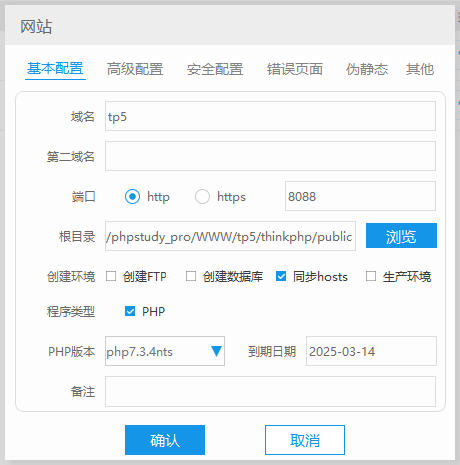 网站
基本配置 高级配置 安全配置 错误页面 伪静态 其他
域名 tp5
第二域名
端口 http https 8088
根目录 /phpstudy_pro/WWW/tp5/thinkphp/public 浏览
创建环境 创建FTP 创建数据库 同步hosts 生产环境
程序类型 PHP
PHP版本 php7.3.4nts 到期日期 2025-03-14
备注
确认 取消